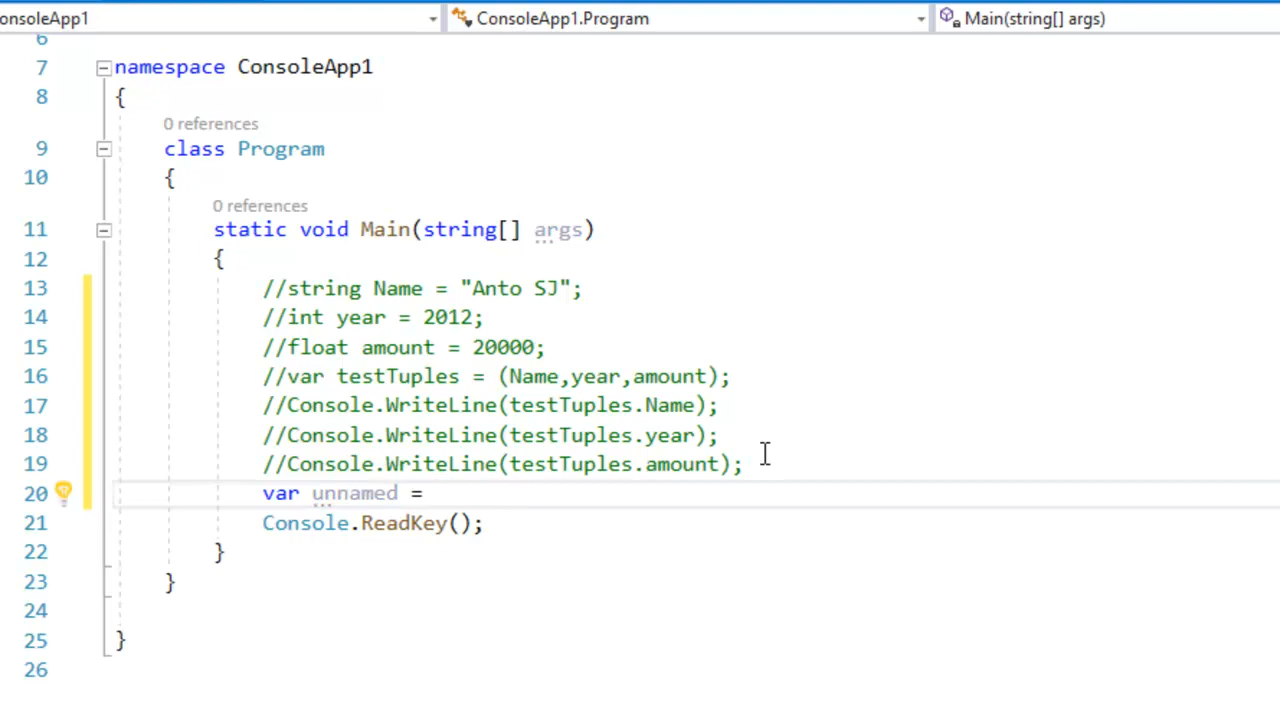 onsoleApp1 ConsoleApp1.Program Main(string[] args)
6
7 namespace ConsoleApp1
8 {
0 references
9 class Program
10 {
0 references
11 static void Main(string[] args)
12 {
13 //string Name = "Anto SJ";
14 //int year = 2012;
15 //float amount = 20000;
16 //var testTuples = (Name,year,amount);
17 //Console.WriteLine(testTuples.Name);
18 //Console.WriteLine(testTuples.year);
19 //Console.WriteLine(testTuples.amount);
20 var unnamed =
21 Console.ReadKey();
22 }
23 }
24
25 }
26